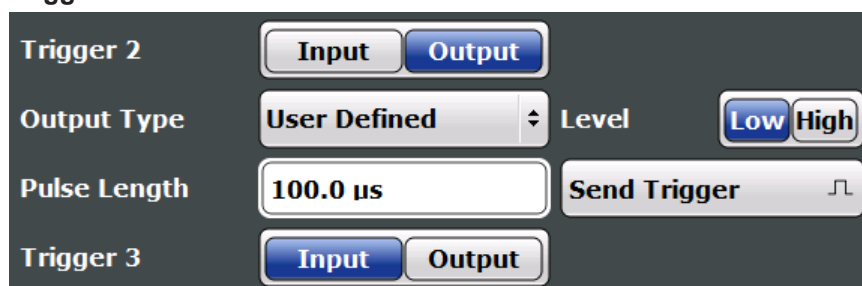 Trigger 2 Input Output
Output Type User Defined Level Low High
Pulse Length 100.0 µs Send Trigger
Trigger 3 Input Output